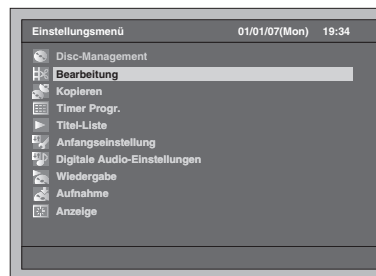 Einstellungsmenü 01/01/07(Mon) 19:34
Disc-Management
Bearbeitung
Kopieren
Timer Progr.
Titel-Liste
Anfangseinstellung
Digitale Audio-Einstellungen
Wiedergabe
Aufnahme
Anzeige